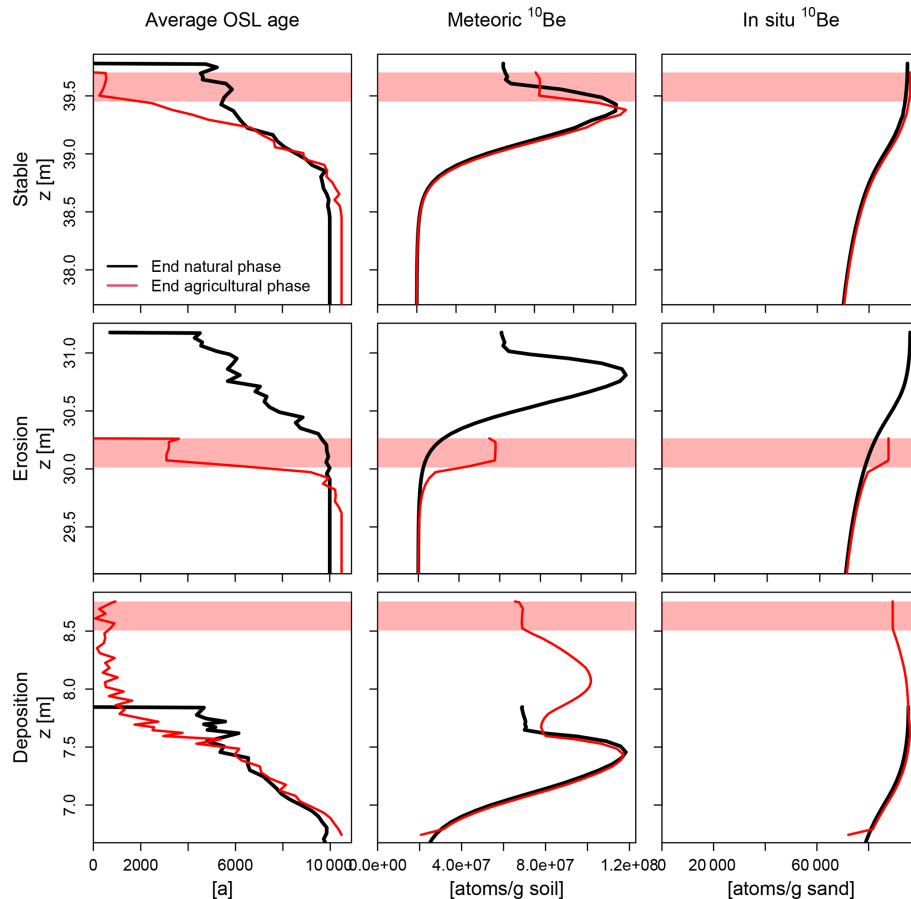 Average OSL age
Meteoric ¹⁰Be
In situ ¹⁰Be
Stable
z [m]
39.5
39.0
38.5
38.0
End natural phase
End agricultural phase
Erosion
z [m]
31.0
30.5
30.0
29.5
Deposition
z [m]
8.5
8.0
7.5
7.0
0 2000 6000 10000
0.0e+00 4.0e+07 8.0e+07 1.2e+08
0 20 000 60 000
[a]
[atoms/g soil]
[atoms/g sand]